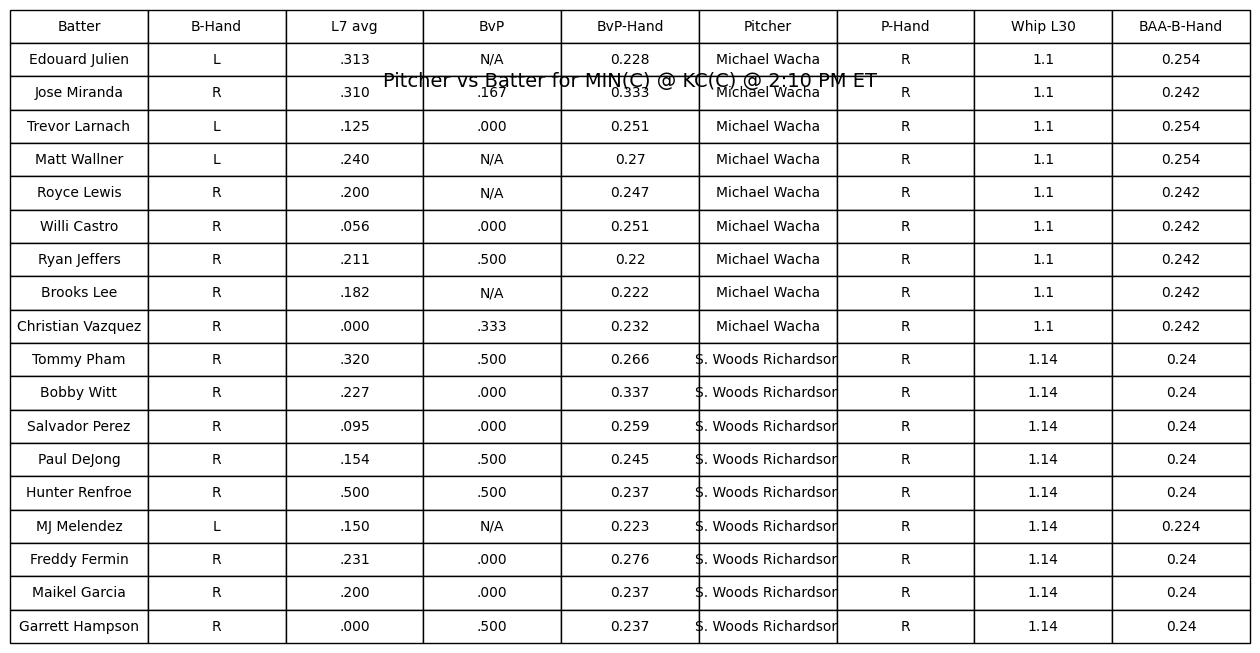 Batter B-Hand L7 avg BvP BvP-Hand Pitcher P-Hand Whip L30 BAA-B-Hand
Edouard Julien L .313 N/A 0.228 Michael Wacha R 1.1 0.254
Pitcher vs Batter for MIN(C) @ KC(C) @ 2:10 PM ET
Jose Miranda R .310 .167 0.333 Michael Wacha R 1.1 0.242
Trevor Larnach L .125 .000 0.251 Michael Wacha R 1.1 0.254
Matt Wallner L .240 N/A 0.27 Michael Wacha R 1.1 0.254
Royce Lewis R .200 N/A 0.247 Michael Wacha R 1.1 0.242
Willi Castro R .056 .000 0.251 Michael Wacha R 1.1 0.242
Ryan Jeffers R .211 .500 0.22 Michael Wacha R 1.1 0.242
Brooks Lee R .182 N/A 0.222 Michael Wacha R 1.1 0.242
Christian Vazquez R .000 .333 0.232 Michael Wacha R 1.1 0.242
Tommy Pham R .320 .500 0.266 S. Woods Richardson R 1.14 0.24
Bobby Witt R .227 .000 0.337 S. Woods Richardson R 1.14 0.24
Salvador Perez R .095 .000 0.259 S. Woods Richardson R 1.14 0.24
Paul DeJong R .154 .500 0.245 S. Woods Richardson R 1.14 0.24
Hunter Renfroe R .500 .500 0.237 S. Woods Richardson R 1.14 0.24
MJ Melendez L .150 N/A 0.223 S. Woods Richardson R 1.14 0.224
Freddy Fermin R .231 .000 0.276 S. Woods Richardson R 1.14 0.24
Maikel Garcia R .200 .000 0.237 S. Woods Richardson R 1.14 0.24
Garrett Hampson R .000 .500 0.237 S. Woods Richardson R 1.14 0.24